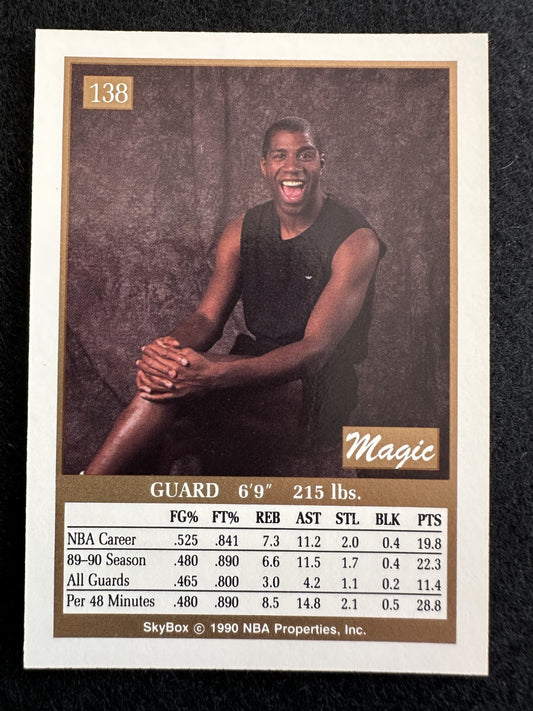 138
Magic
GUARD 6'9" 215 lbs.
FG% FT% REB AST STL BLK PTS
NBA Career .525 .841 7.3 11.2 2.0 0.4 19.8
89–90 Season .480 .890 6.6 11.5 1.7 0.4 22.3
All Guards .465 .800 3.0 4.2 1.1 0.2 11.4
Per 48 Minutes .480 .890 8.5 14.8 2.1 0.5 28.8
SkyBox © 1990 NBA Properties, Inc.